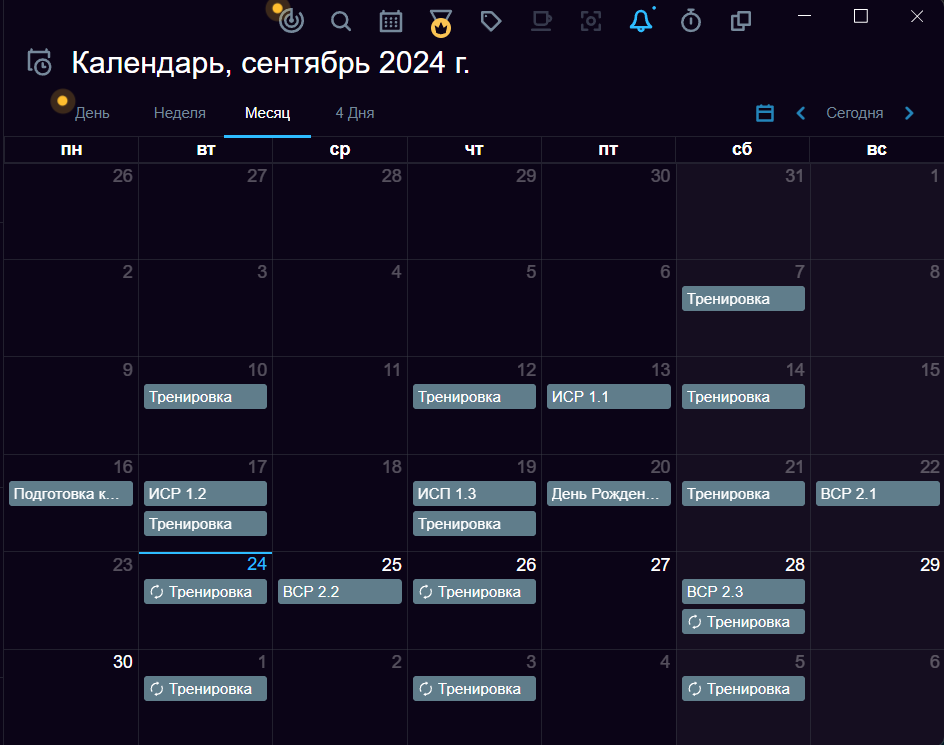 Календарь, сентябрь 2024 г.
День Неделя Месяц 4 Дня Сегодня
пн вт ср чт пт сб вс
26 27 28 29 30 31 1
2 3 4 5 6 7 8
Тренировка
9 10 11 12 13 14 15
Тренировка Тренировка ИСР 1.1 Тренировка
16 17 18 19 20 21 22
Подготовка к... ИСР 1.2 ИСП 1.3 День Рожден... Тренировка ВСР 2.1
Тренировка Тренировка
23 24 25 26 27 28 29
Тренировка ВСР 2.2 Тренировка ВСР 2.3
Тренировка
30 1 2 3 4 5 6
Тренировка Тренировка Тренировка